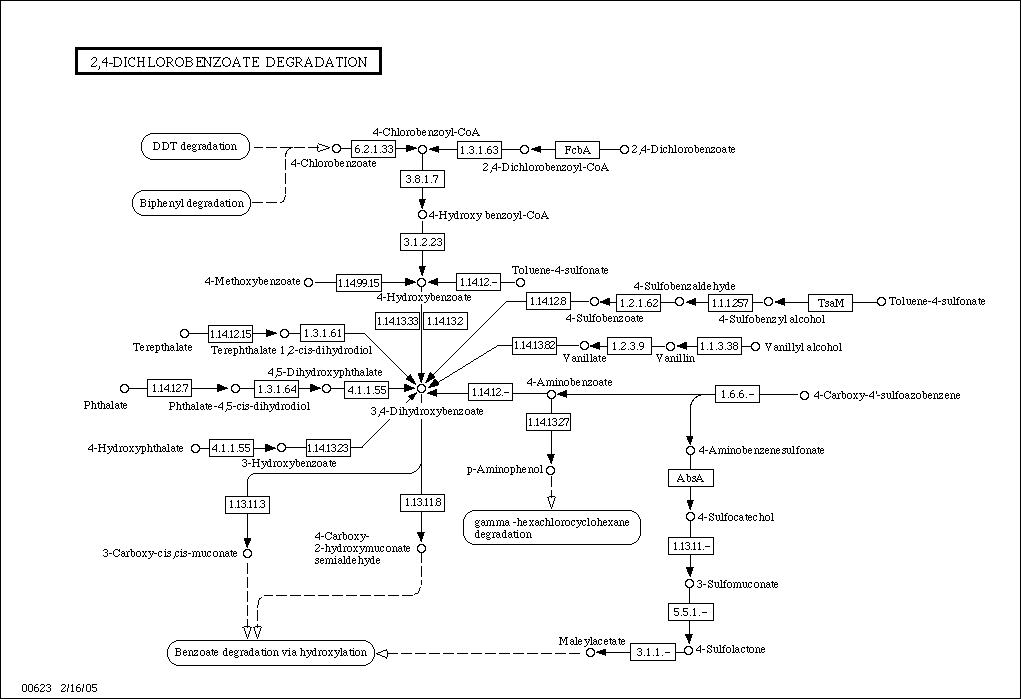 2,4-DICHLOROBENZOATE DEGRADATION
4-Chlorobenzoyl-CoA
DDT degradation
6.2.1.33
1.3.1.63
FcbA
2,4-Dichlorobenzoate
4-Chlorobenzoate
2,4-Dichlorobenzoyl-CoA
3.8.1.7
Biphenyl degradation
4-Hydroxy benzoyl-CoA
3.1.2.23
Toluene-4-sulfonate
4-Methoxybenzoate
1.14.99.15
1.14.12.-
4-Sulfobenzaldehyde
4-Hydroxybenzoate
1.14.12.8
1.2.1.62
1.1.1.257
TsaM
Toluene-4-sulfonate
4-Sulfobenzoate
4-Sulfobenzyl alcohol
1.14.13.33
1.14.13.2
Terepthalate
1.14.12.15
1.3.1.61
Terephthalate 1,2-cis-dihydrodiol
1.14.13.82
1.2.3.9
1.1.3.38
Vanillyl alcohol
Vanillate
Vanillin
4,5-Dihydroxyphthalate
4-Aminobenzoate
1.14.12.7
1.3.1.64
4.1.1.55
1.14.12.-
1.6.6.-
4-Carboxy-4'-sulfoazobenzene
Phthalate
Phthalate-4,5-cis-dihydrodiol
3,4-Dihydroxybenzoate
1.14.13.27
4-Hydroxyphthalate
4.1.1.55
1.14.13.23
3-Hydroxybenzoate
4-Aminobenzenesulfonate
p-Aminophenol
AbsA
1.13.11.3
1.13.11.8
4-Sulfocatechol
gamma -hexachlorocyclohexane
degradation
4-Carboxy-
2-hydroxymuconate
semialdehyde
3-Carboxy-cis,cis-muconate
1.13.11.-
3-Sulfomuconate
5.5.1.-
Maleylacetate
Benzoate degradation via hydroxylation
3.1.1.-
4-Sulfolactone
00623 2/16/05